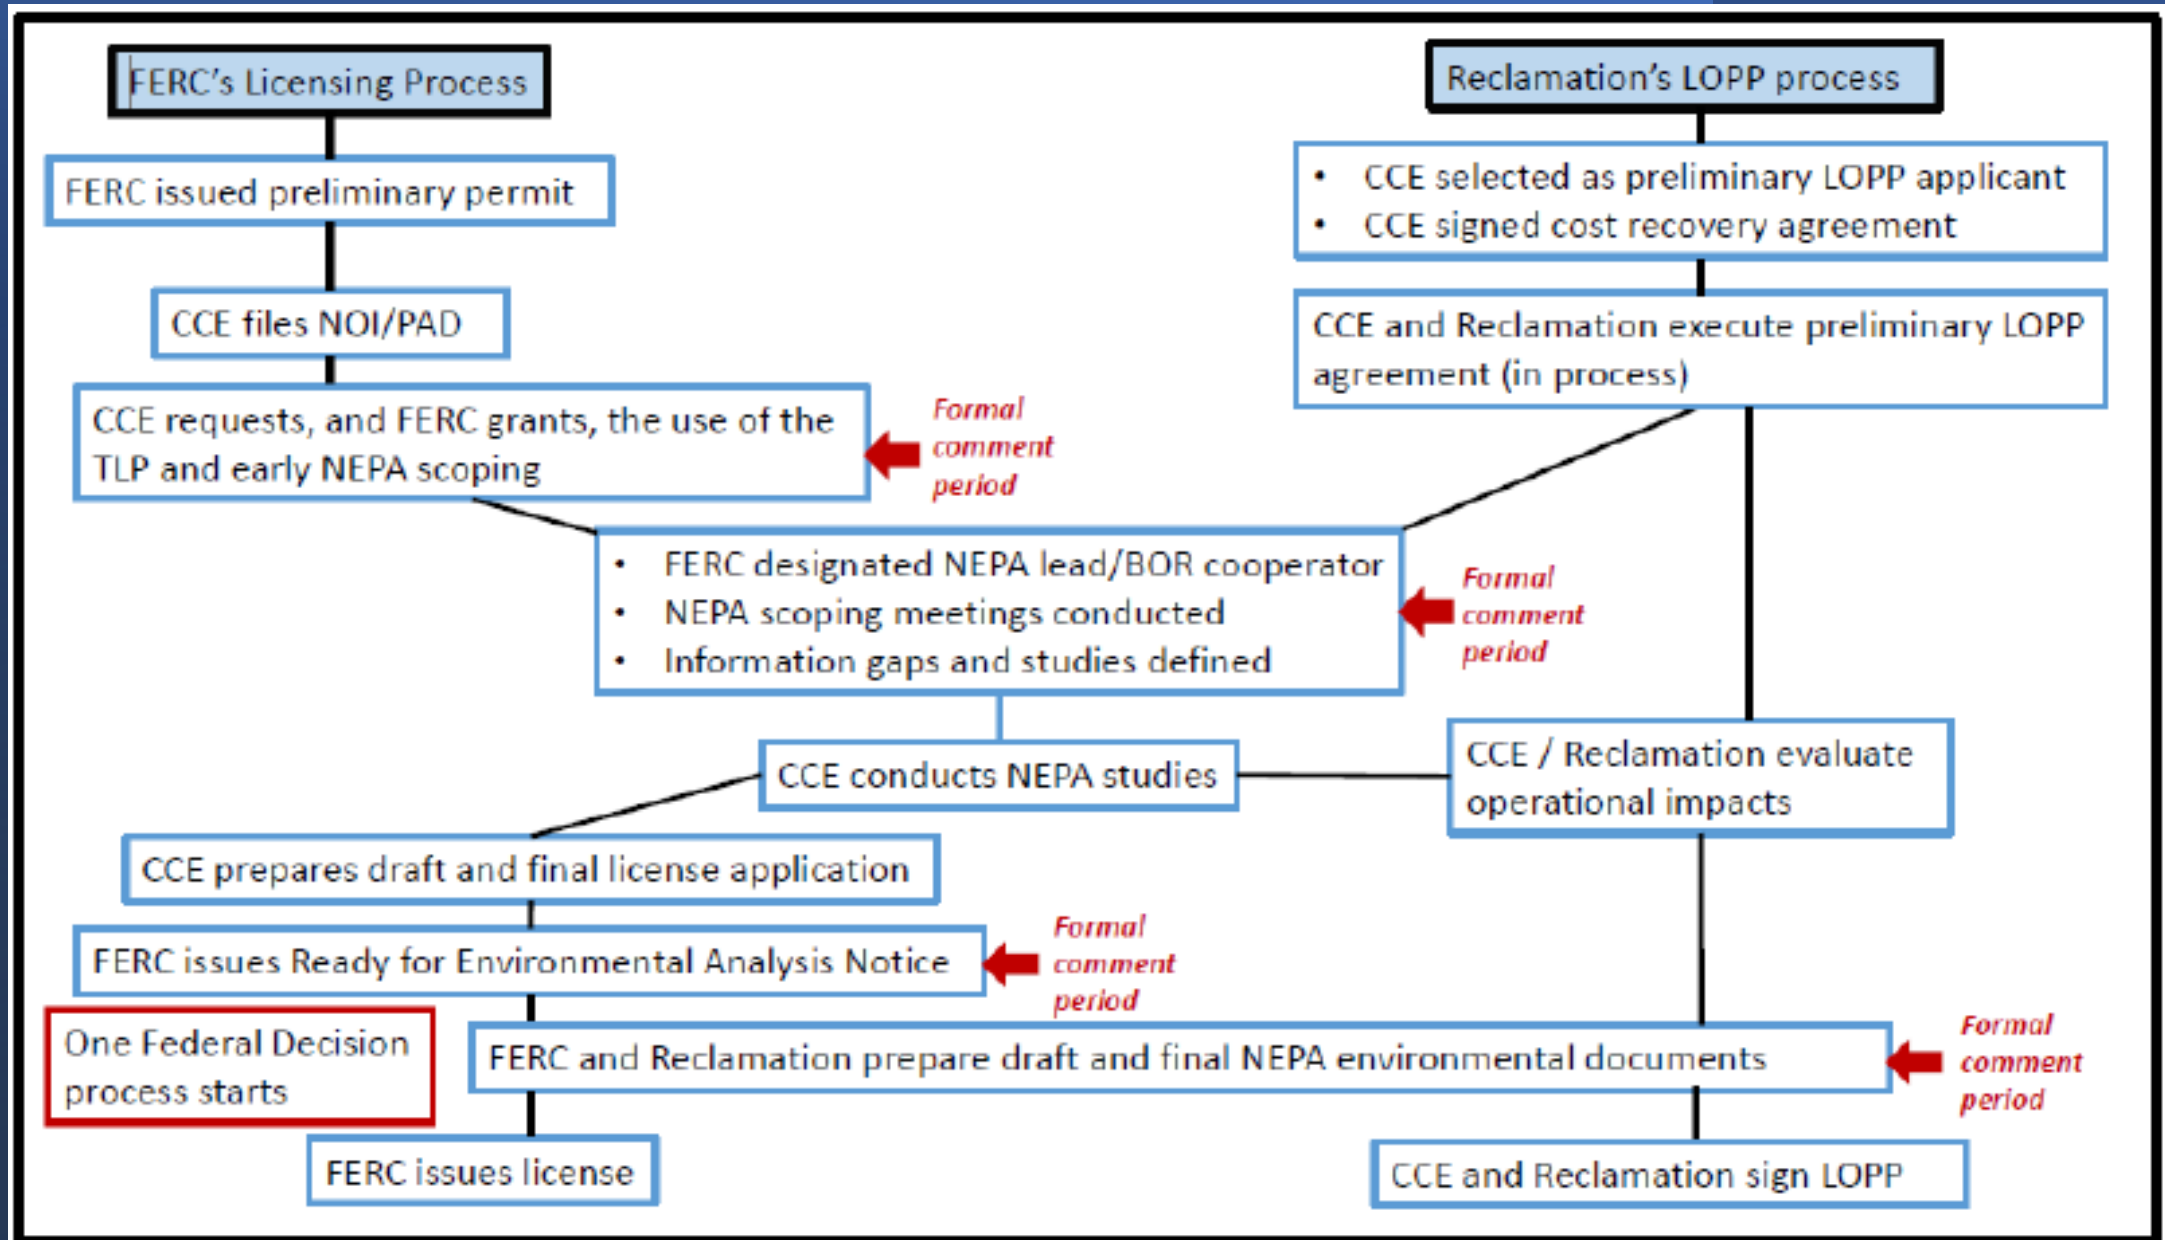 FERC's Licensing Process
Reclamation's LOPP process
FERC issued preliminary permit
• CCE selected as preliminary LOPP applicant
• CCE signed cost recovery agreement
CCE files NOI/PAD
CCE and Reclamation execute preliminary LOPP
agreement (in process)
CCE requests, and FERC grants, the use of the
TLP and early NEPA scoping
Formal
comment
period
• FERC designated NEPA lead/BOR cooperator
• NEPA scoping meetings conducted
• Information gaps and studies defined
Formal
comment
period
CCE conducts NEPA studies
CCE / Reclamation evaluate
operational impacts
CCE prepares draft and final license application
FERC issues Ready for Environmental Analysis Notice
Formal
comment
period
One Federal Decision
process starts
FERC and Reclamation prepare draft and final NEPA environmental documents
Formal
comment
period
FERC issues license
CCE and Reclamation sign LOPP